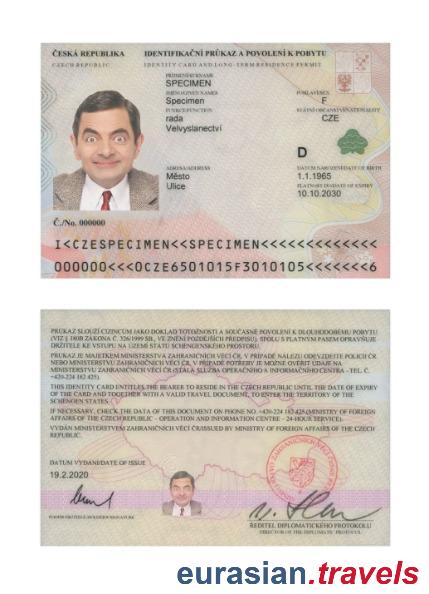 ČESKÁ REPUBLIKA IDENTIFIKAČNÍ PRŮKAZ A POVOLENÍ K POBYTU
CZECH REPUBLIC IDENTITY CARD AND LONG-TERM RESIDENCE PERMIT
PŘÍJMENÍ/SURNAME
SPECIMEN
JMÉNO/GIVEN NAMES POHLAVÍ/SEX
Specimen F
FUNKCE/FUNCTION STÁTNÍ OBČANSTVÍ/NATIONALITY
rada CZE
Velvyslanectví
D
ADRESA/ADDRESS DATUM NAROZENÍ/DATE OF BIRTH
Město 1.1.1965
Ulice PLATNOST DO/DATE OF EXPIRY
10.10.2030
Č./No. 000000
I<CZESPECIMEN<<SPECIMEN<<<<<<<<<<<<<
000000<<<0CZE6501015F3010105<<<<<<<6
PRŮKAZ SLOUŽÍ CIZINCŮM JAKO DOKLAD TOTOŽNOSTI A SOUČASNĚ POVOLENÍ K DLOUHODOBÉMU POBYTU
(VIZ § 180B ZÁKONA Č. 326/1999 SB., VE ZNĚNÍ POZDĚJŠÍCH PŘEDPISŮ). SPOLU S PLATNÝM PASEM OPRAVŇUJE
DRŽITELE KE VSTUPU NA ÚZEMÍ STÁTŮ SCHENGENSKÉHO PROSTORU.
PRŮKAZ JE MAJETKEM MINISTERSTVA ZAHRANIČNÍCH VĚCÍ ČR, V PŘÍPADĚ NÁLEZU ODEVZDEJTE POLICII ČR
NEBO MINISTERSTVU ZAHRANIČNÍCH VĚCÍ ČR. V PŘÍPADĚ POTŘEBY JE MOŽNÉ OVĚŘIT ÚDAJE NA
MINISTERSTVU ZAHRANIČNÍCH VĚCÍ ČR (STÁLÁ SLUŽBA OPERAČNÍHO A INFORMAČNÍHO CENTRA - TEL. Č.
+420-224 182 425).
THIS IDENTITY CARD ENTITLES THE BEARER TO RESIDE IN THE CZECH REPUBLIC UNTIL THE DATE OF EXPIRY
OF THE CARD AND TOGETHER WITH A VALID TRAVEL DOCUMENT, TO ENTER THE TERRITORY OF THE
SCHENGEN STATES.
IF NECESSARY, CHECK THE DATA OF THIS DOCUMENT ON PHONE NO. +420-224 182 425 (MINISTRY OF FOREIGN
AFFAIRS OF THE CZECH REPUBLIC - OPERATION AND INFORMATION CENTRE - 24-HOUR SERVICE).
VYDÁN MINISTERSTVEM ZAHRANIČNÍCH VĚCÍ ČR/ISSUED BY MINISTRY OF FOREIGN AFFAIRS OF THE CZECH
REPUBLIC.
DATUM VYDÁNÍ/DATE OF ISSUE
19.2.2020
PODPIS DRŽITELE/HOLDER'S SIGNATURE
ŘEDITEL DIPLOMATICKÉHO PROTOKOLU
DIRECTOR OF THE DIPLOMATIC PROTOCOL
eurasian.travels